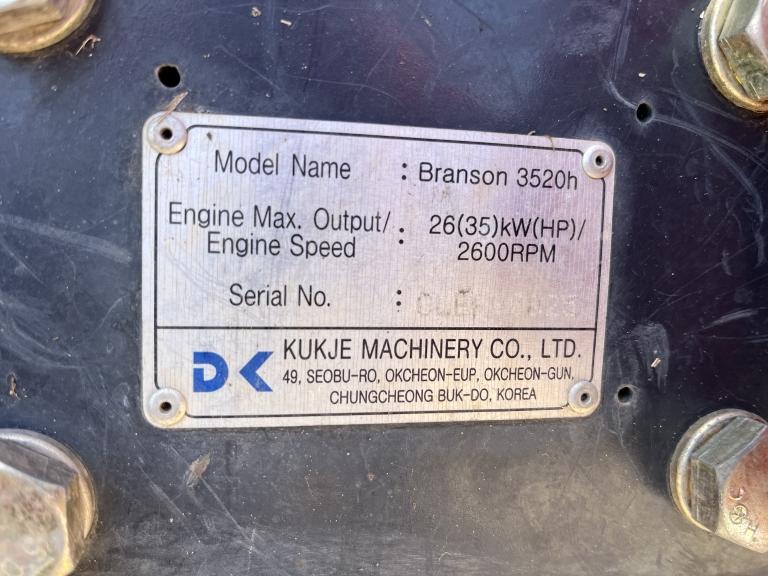 Model Name : Branson 3520h
Engine Max. Output/ : 26(35)kW(HP)/
Engine Speed 2600RPM
Serial No. :
DK KUKJE MACHINERY CO., LTD.
49, SEOBU-RO, OKCHEON-EUP, OKCHEON-GUN,
CHUNGCHEONG BUK-DO, KOREA